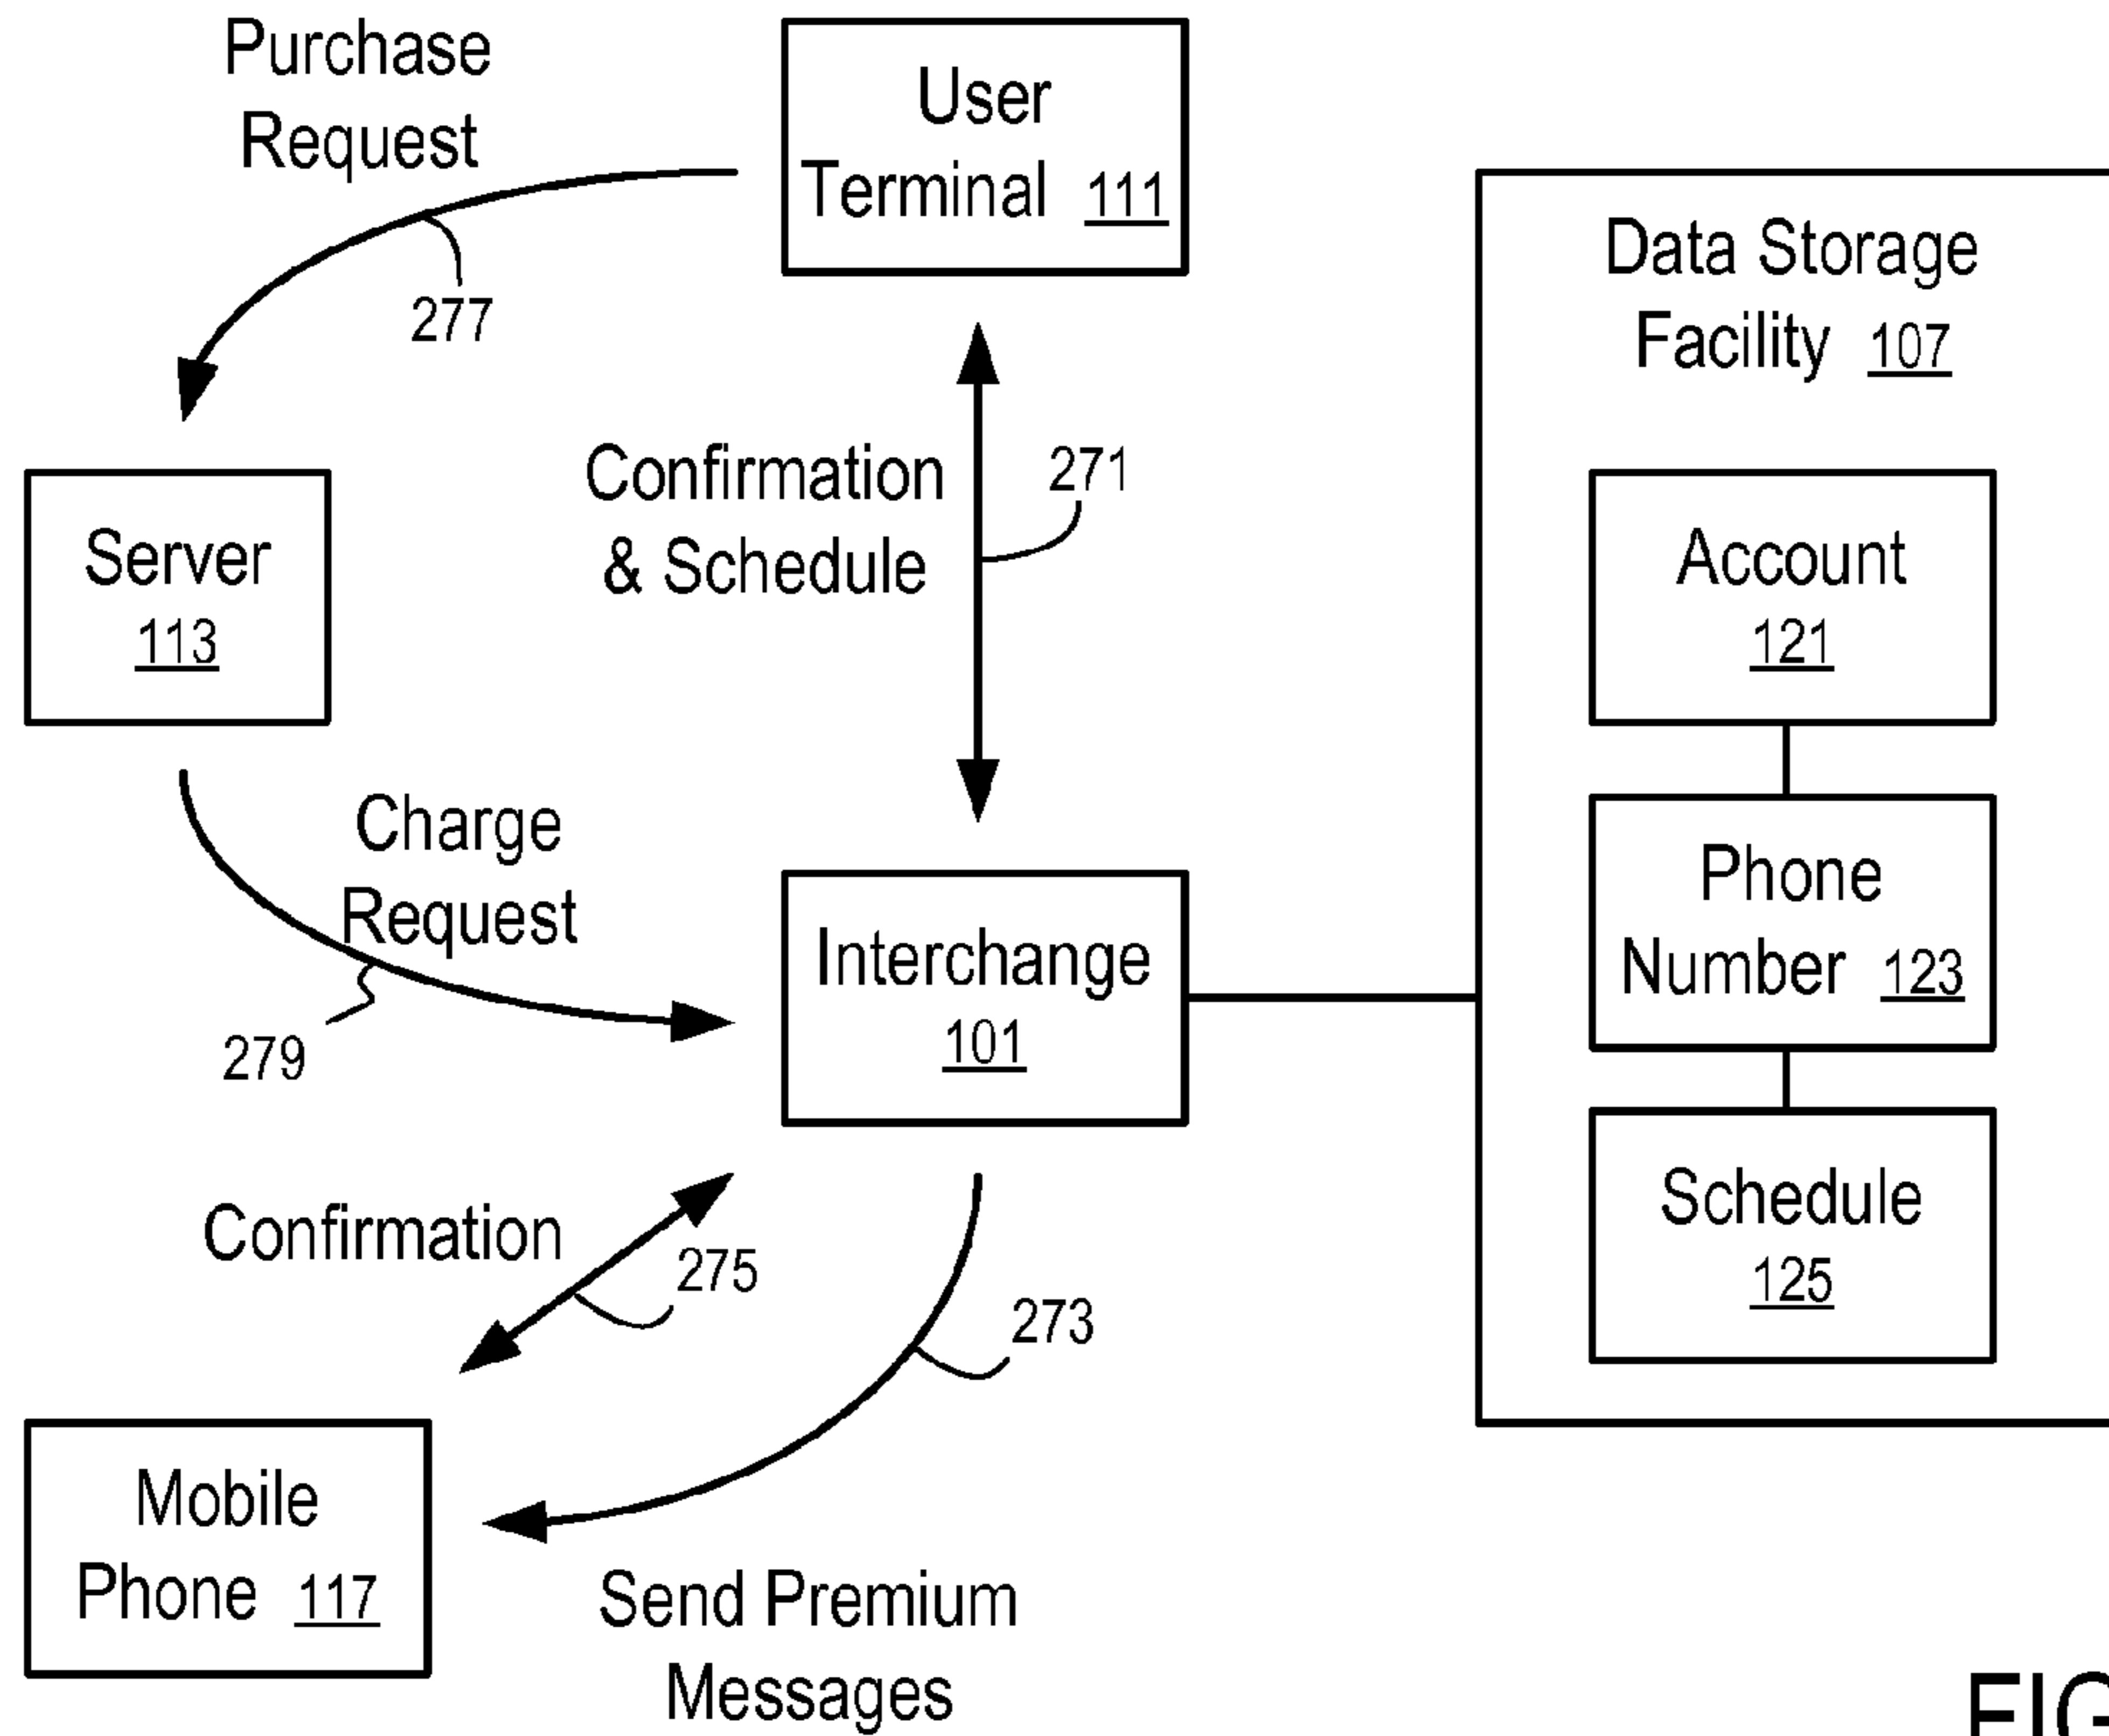 Purchase
Request
277
User
Terminal 111
Data Storage
Facility 107
Server
113
Confirmation
& Schedule
271
Account
121
Charge
Request
279
Interchange
101
Phone
Number 123
Confirmation
275
273
Schedule
125
Mobile
Phone 117
Send Premium
Messages
FIG